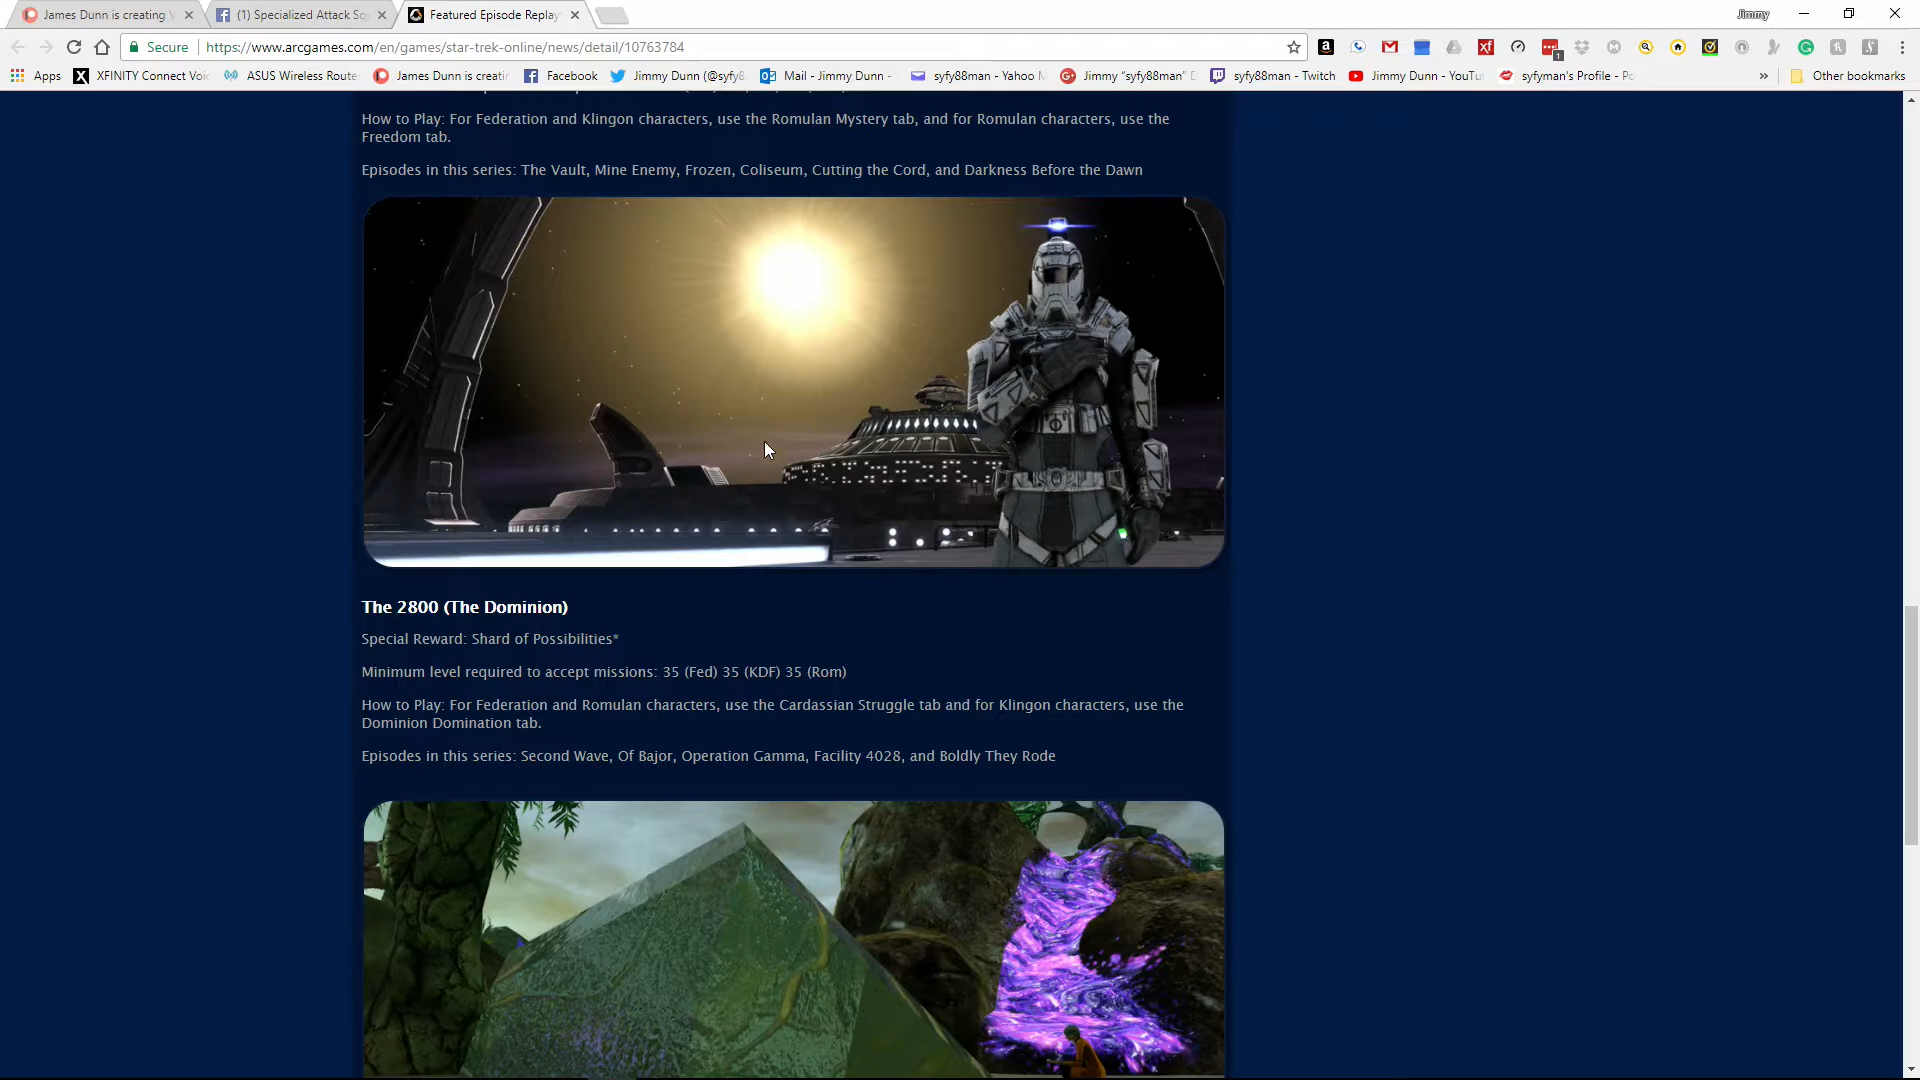 James Dunn is creating
(1) Specialized Attack Sq
Featured Episode Replay
Jimmy
Secure
https://www.arcgames.com/en/games/star-trek-online/news/detail/10763784
Apps
XFINITY Connect Voi
ASUS Wireless Route
James Dunn is creatin
Facebook
Jimmy Dunn (@syfy8
Mail - Jimmy Dunn -
syfy88man - Yahoo M
Jimmy "syfy88man" D
syfy88man - Twitch
Jimmy Dunn - YouTu
syfyman's Profile - Po
»
Other bookmarks
How to Play: For Federation and Klingon characters, use the Romulan Mystery tab, and for Romulan characters, use the
Freedom tab.
Episodes in this series: The Vault, Mine Enemy, Frozen, Coliseum, Cutting the Cord, and Darkness Before the Dawn
The 2800 (The Dominion)
Special Reward: Shard of Possibilities*
Minimum level required to accept missions: 35 (Fed) 35 (KDF) 35 (Rom)
How to Play: For Federation and Romulan characters, use the Cardassian Struggle tab and for Klingon characters, use the
Dominion Domination tab.
Episodes in this series: Second Wave, Of Bajor, Operation Gamma, Facility 4028, and Boldly They Rode